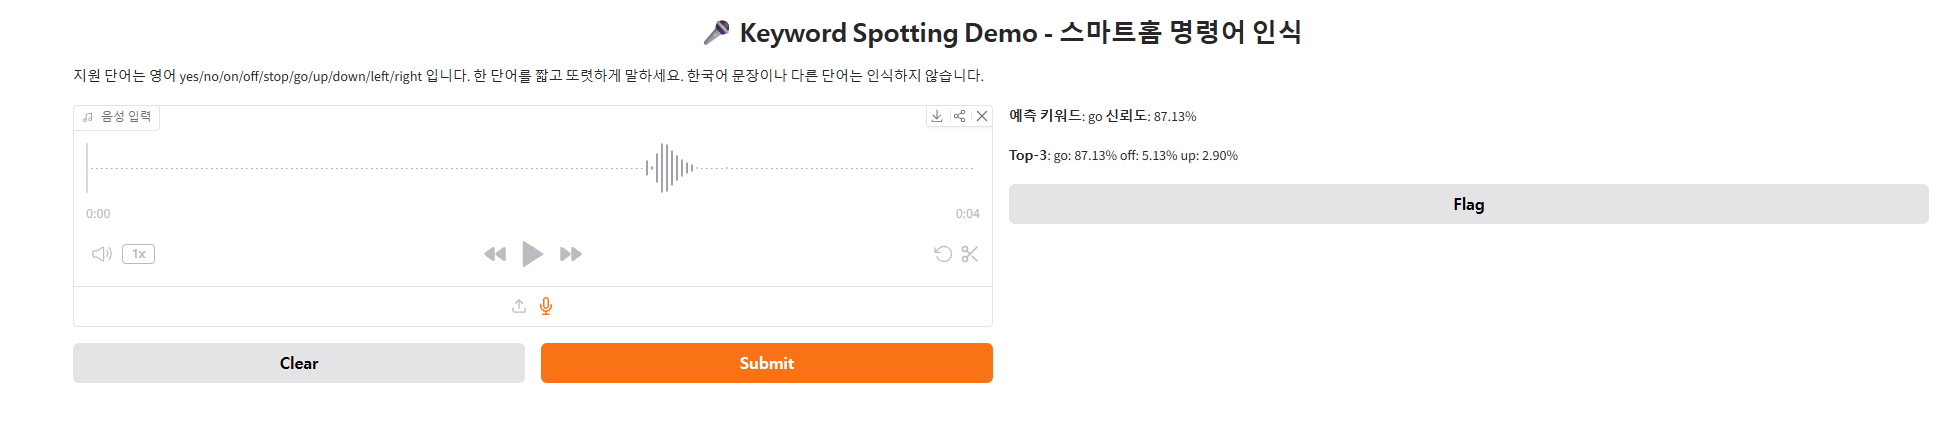 🎤 Keyword Spotting Demo - 스마트홈 명령어 인식
지원 단어는 영어 yes/no/on/off/stop/go/up/down/left/right 입니다. 한 단어를 짧고 또렷하게 말하세요. 한국어 문장이나 다른 단어는 인식하지 않습니다.
음성 입력
0:00
0:04
1x
Clear
Submit
예측 키워드: go 신뢰도: 87.13%
Top-3: go: 87.13% off: 5.13% up: 2.90%
Flag